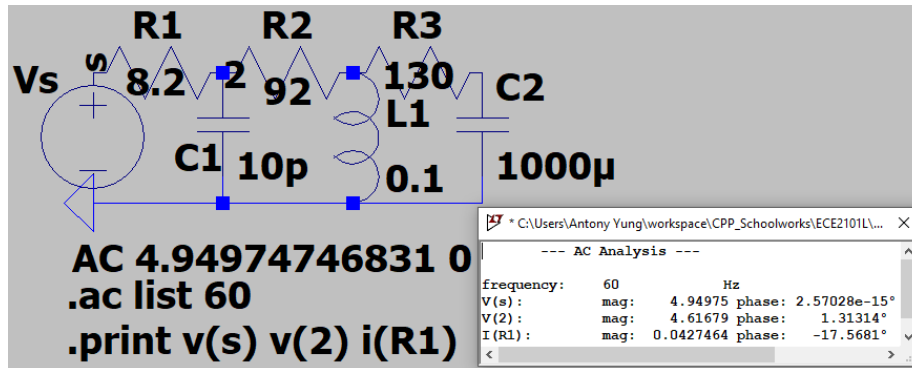 R1 R2 R3
s
Vs 8.2 2 92 130 C2
L1
C1 10p 0.1 1000µ
AC 4.94974746831 0
.ac list 60
.print v(s) v(2) i(R1)
* C:\Users\Antony Yung\workspace\CPP_Schoolworks\ECE2101L\...
--- AC Analysis ---
frequency: 60 Hz
V(s): mag: 4.94975 phase: 2.57028e-15°
V(2): mag: 4.61679 phase: 1.31314°
I(R1): mag: 0.0427464 phase: -17.5681°